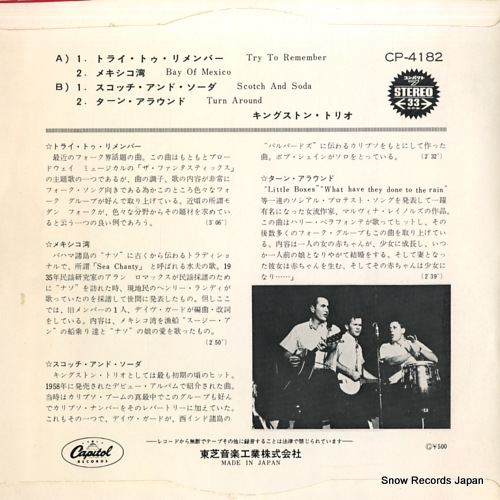 A) 1. トライ・トゥ・リメンバー Try To Remember
2. メキシコ湾 Bay Of Mexico
B) 1. スコッチ・アンド・ソーダ Scotch And Soda
2. ターン・アラウンド Turn Around
キングストン・トリオ
CP-4182
コンパクト
STEREO
33
☆トライ・トゥ・リメンバー
最近のフォーク界話題の曲。この曲はもともとブロー
ドウェイ ミュージカルの「ザ・ファンタスティックス」
の主題歌の一つであるが、曲の調子、歌の内容が非常に
フォーク・ソング向きである為かこのところ色々なフォ
ーク グループが好んで取り上げている。近頃の所謂モ
ダン フォークが、色々な分野からその題材を求めてい
ると云う一つの良い例であろう。 (3'06")
☆メキシコ湾
バハマ諸島の"ナソ"に古くから伝わるトラディショ
ナルで、所謂「Sea Chanty」と呼ばれる水夫の歌。19
35年民謡研究家のアラン ロマックスが民謡採譜のため
に"ナソ"を訪れた時、現地民のヘンリー・ランディが
歌っていたのを採譜して後間に発表したもの。但しここ
では、旧メンバーの1人、デイヴ・ガードが編曲・改詞
をしている。内容は、メキシコ湾を漁船"スージー・ア
ン"の船乗り達と"ナソ"の娘の愛を歌ったもの。
(2'50")
☆スコッチ・アンド・ソーダ
キングストン・トリオとしては最も初期の頃のヒット。
1958年に発売されたデビュー・アルバムで紹介された曲。
当時はカリプソ・ブームの真最中でこのグループも好ん
でカリプソ・ナンバーをそのレパートリーに加えていた。
これもその一つで、デイヴ・ガードが、西インド諸島の
"バルバードズ"に伝わるカリプソをもとにして作った
曲。ボブ・シェインがソロをとっている。 (2'32")
☆ターン・アラウンド
"Little Boxes" "What have they done to the rain"
等一連のソシアル・プロテスト・ソングを発表して一躍
有名になった女流作家、マルヴィナ・レイノルズの作品。
この曲はハリー・ベラフォンテが歌ってヒットし、その
後数多くのフォーク・グループもこの曲を取り上げてい
る。内容は一人の女の赤ちゃんが、少女に成長し、いつ
か一人前の娘となりやがて結婚をする。そして妻となっ
た彼女は赤ちゃんを生む、そしてその赤ちゃんは少女に
なり……」 (2'39")
Capitol
RECORDS
―レコードから無断でテープその他に録音することは法律で禁じられています―
東芝音楽工業株式会社
MADE IN JAPAN
Ⓒ¥500
Snow Records Japan